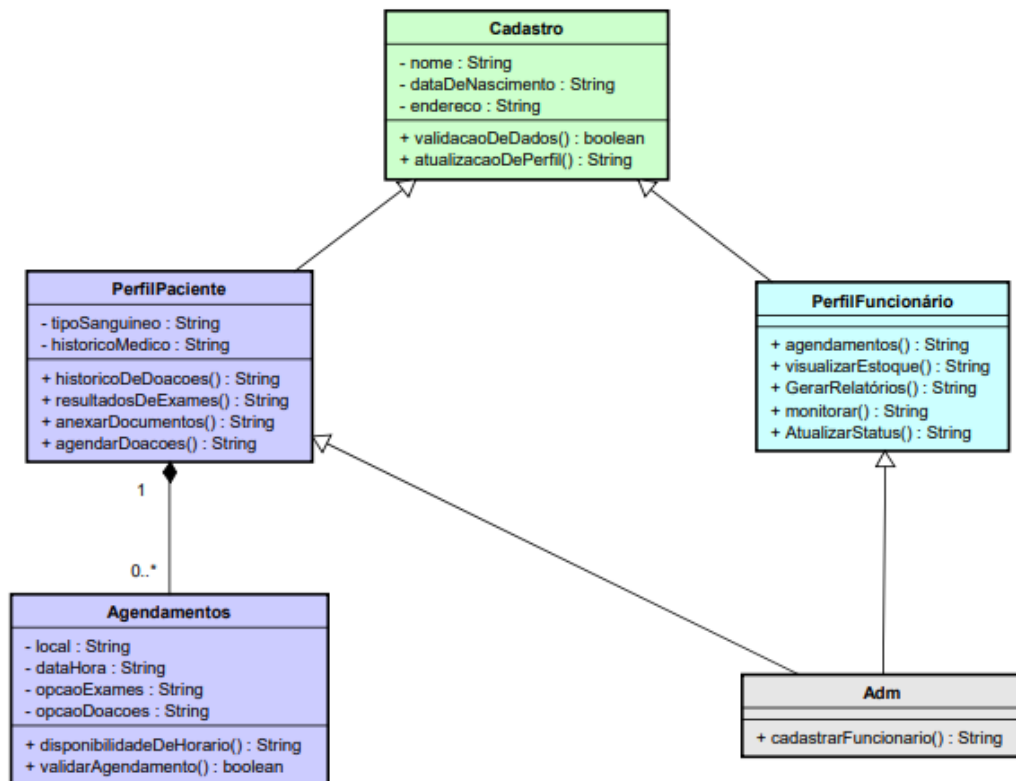 Cadastro
- nome : String
- dataDeNascimento : String
- endereco : String
+ validacaoDeDados() : boolean
+ atualizacaoDePerfil() : String
PerfilPaciente
- tipoSanguineo : String
- historicoMedico : String
+ historicoDeDoacoes() : String
+ resultadosDeExames() : String
+ anexarDocumentos() : String
+ agendarDoacoes() : String
PerfilFuncionário
+ agendamentos() : String
+ visualizarEstoque() : String
+ GerarRelatórios() : String
+ monitorar() : String
+ AtualizarStatus() : String
1
0..*
Agendamentos
- local : String
- dataHora : String
- opcaoExames : String
- opcaoDoacoes : String
+ disponibilidadeDeHorario() : String
+ validarAgendamento() : boolean
Adm
+ cadastrarFuncionario() : String